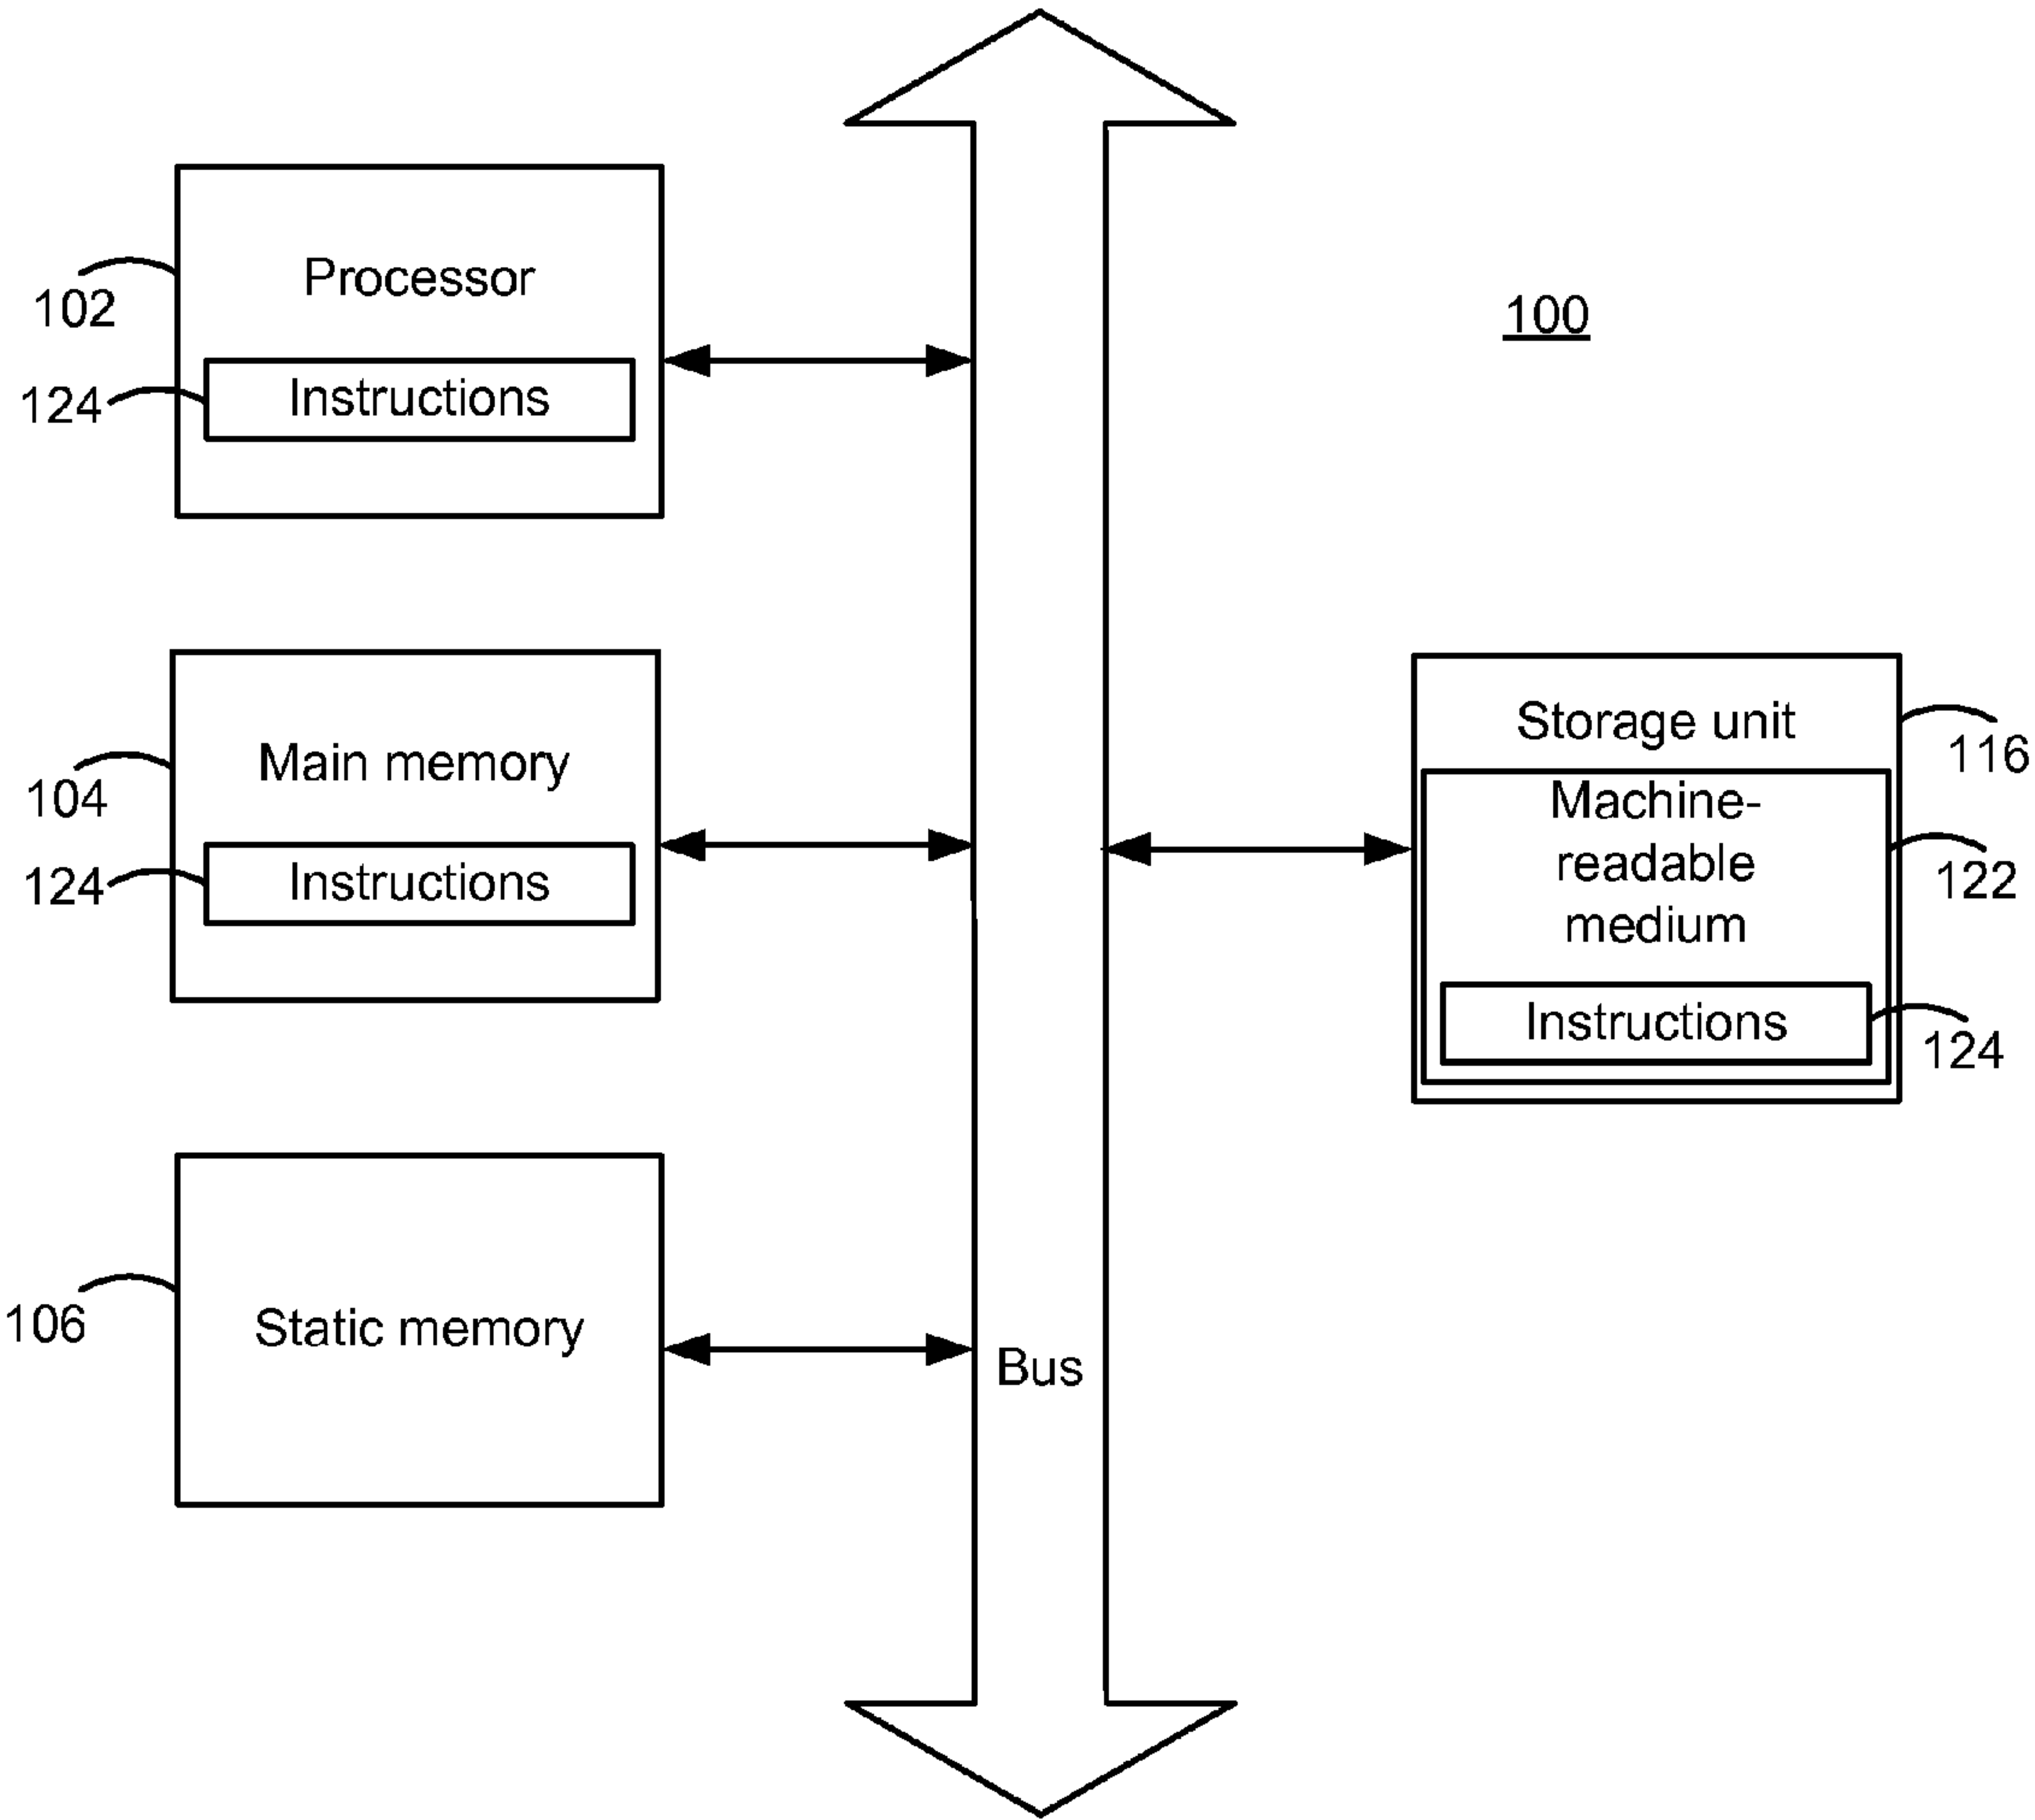 Processor
102
Instructions
124
100
Main memory
104
Instructions
124
Storage unit
116
Machine-
readable
medium
122
Instructions
124
Static memory
106
Bus